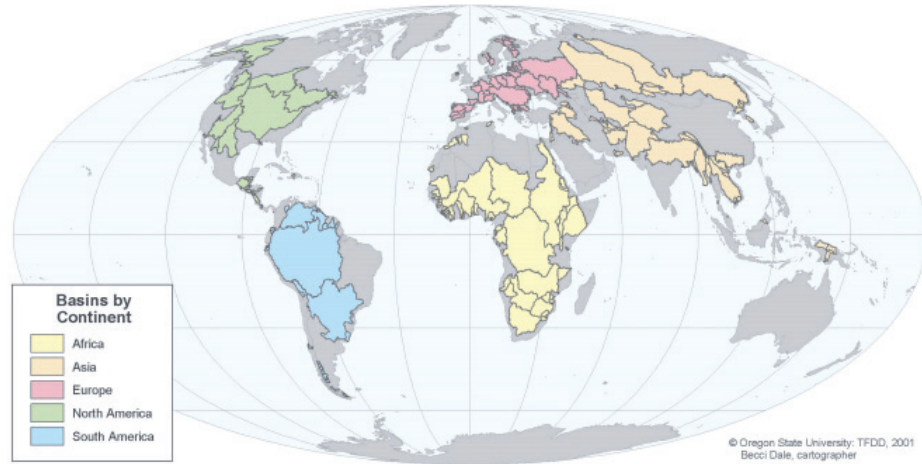 Basins by
Continent
Africa
Asia
Europe
North America
South America
© Oregon State University: TFDD, 2001
Becci Dale, cartographer